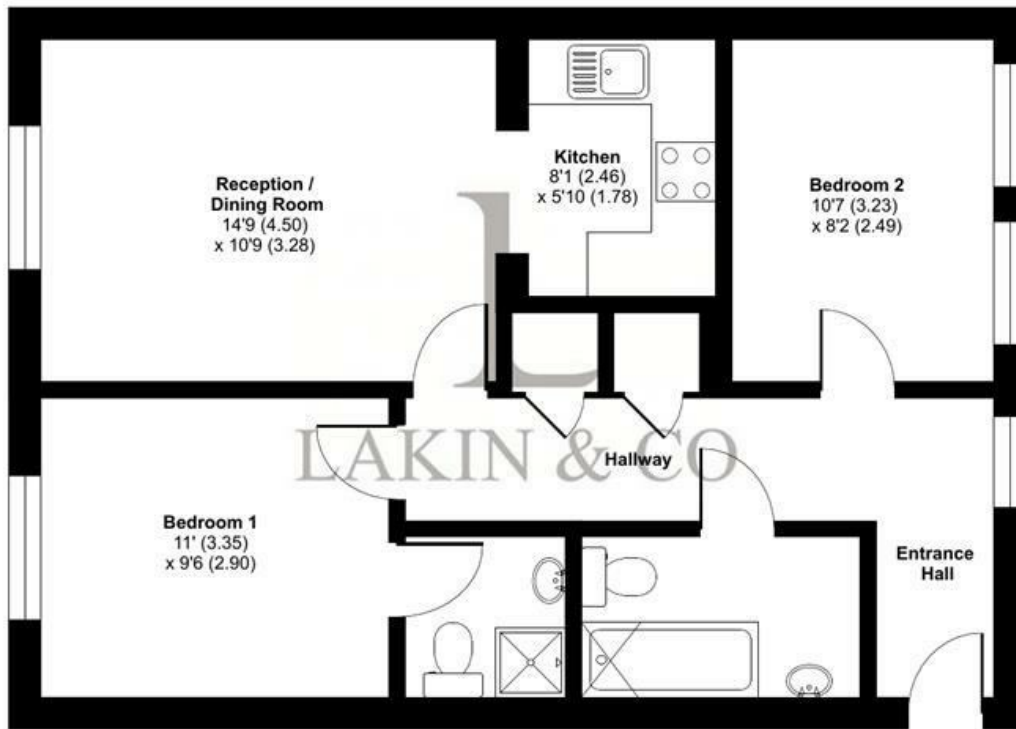 Reception /
Dining Room
14'9 (4.50)
x 10'9 (3.28)
Kitchen
8'1 (2.46)
x 5'10 (1.78)
Bedroom 2
10'7 (3.23)
x 8'2 (2.49)
L
LAKIN & CO
Hallway
Bedroom 1
11' (3.35)
x 9'6 (2.90)
Entrance
Hall